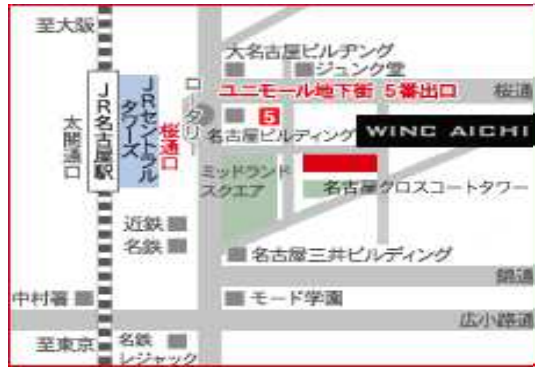 至大阪
大名古屋ビルヂング
ジュンク堂
ユニモール地下街 5番出口
桜通
5
JR名古屋駅
JRセントラル
タワーズ
ロータリー
桜通口
太閤通口
名古屋ビルディング
WINC AICHI
ミッドランド
スクエア
名古屋クロスコートタワー
近鉄
名鉄
名古屋三井ビルディング
錦通
中村署
モード学園
広小路通
至東京
名鉄
レジャック